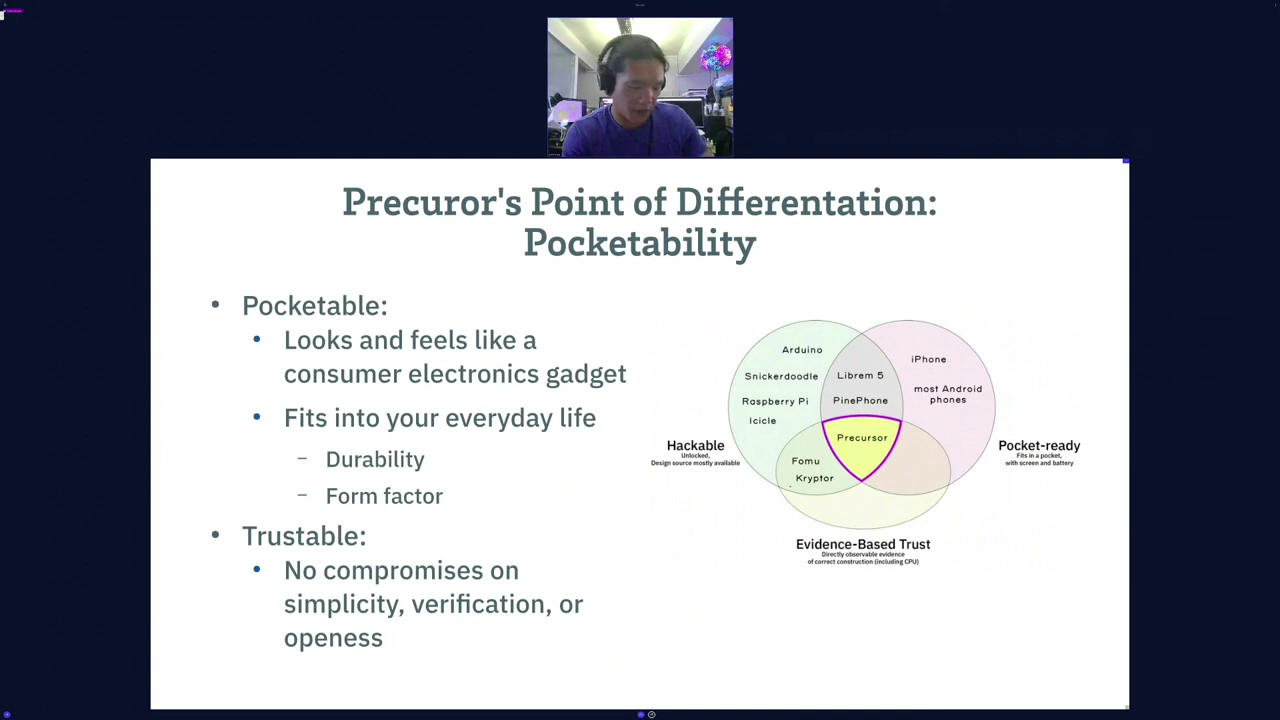 Precuror's Point of Differentation:
Pocketability
• Pocketable:
• Looks and feels like a
consumer electronics gadget
• Fits into your everyday life
– Durability
– Form factor
• Trustable:
• No compromises on
simplicity, verification, or
openess
Arduino
Snickerdoodle
Raspberry Pi
Icicle
Librem 5
PinePhone
iPhone
most Android
phones
Precursor
Fomu
Kryptor
Hackable
Unlocked,
Design source mostly available
Pocket-ready
Fits in a pocket,
with screen and battery
Evidence-Based Trust
Directly observable evidence
of correct construction (including CPU)